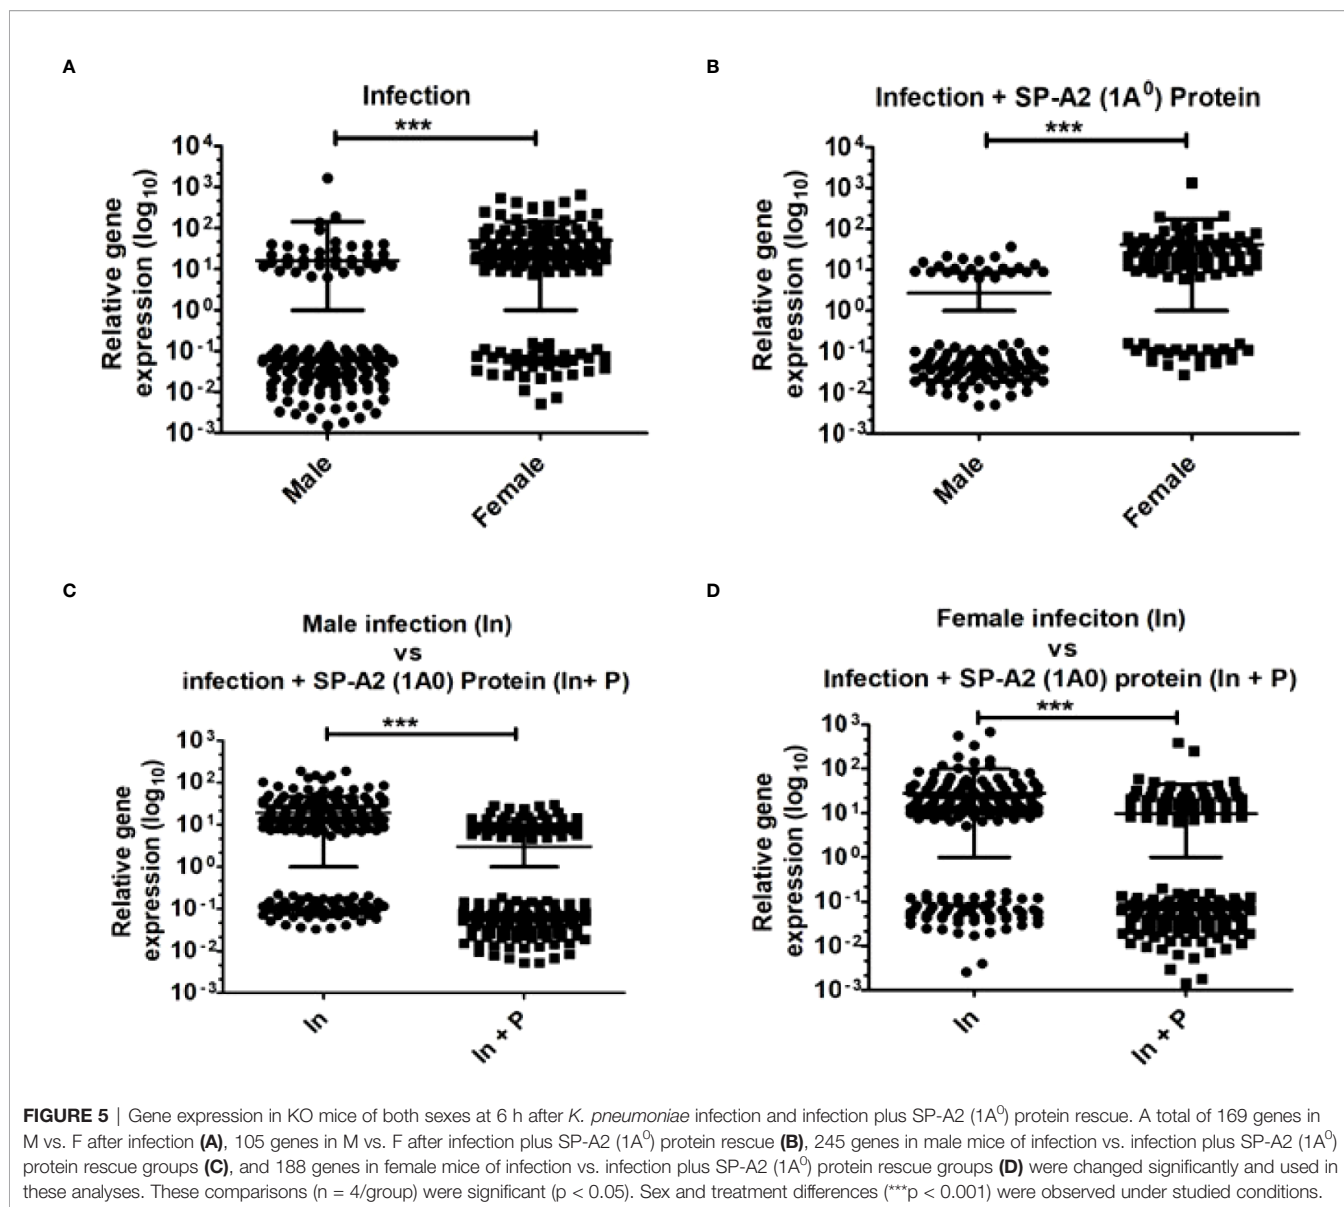 A
Infection
***
Relative gene
expression (log10)
10^4
10^3
10^2
10^1
10^0
10^-1
10^-2
10^-3
Male
Female
B
Infection + SP-A2 (1A^0) Protein
***
Relative gene
expression (log10)
10^4
10^3
10^2
10^1
10^0
10^-1
10^-2
10^-3
Male
Female
C
Male infection (In)
vs
infection + SP-A2 (1A0) Protein (In+ P)
***
Relative gene
expression (log10)
10^3
10^2
10^1
10^0
10^-1
10^-2
10^-3
In
In + P
D
Female infeciton (In)
vs
Infection + SP-A2 (1A0) protein (In + P)
***
Relative gene
expression (log10)
10^3
10^2
10^1
10^0
10^-1
10^-2
10^-3
In
In + P
FIGURE 5 | Gene expression in KO mice of both sexes at 6 h after K. pneumoniae infection and infection plus SP-A2 (1A^0) protein rescue. A total of 169 genes in
M vs. F after infection (A), 105 genes in M vs. F after infection plus SP-A2 (1A^0) protein rescue (B), 245 genes in male mice of infection vs. infection plus SP-A2 (1A^0)
protein rescue groups (C), and 188 genes in female mice of infection vs. infection plus SP-A2 (1A^0) protein rescue groups (D) were changed significantly and used in
these analyses. These comparisons (n = 4/group) were significant (p < 0.05). Sex and treatment differences (***p < 0.001) were observed under studied conditions.